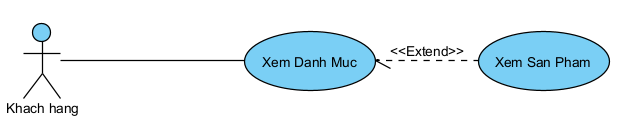 <<Extend>>
Xem Danh Muc
Xem San Pham
Khach hang